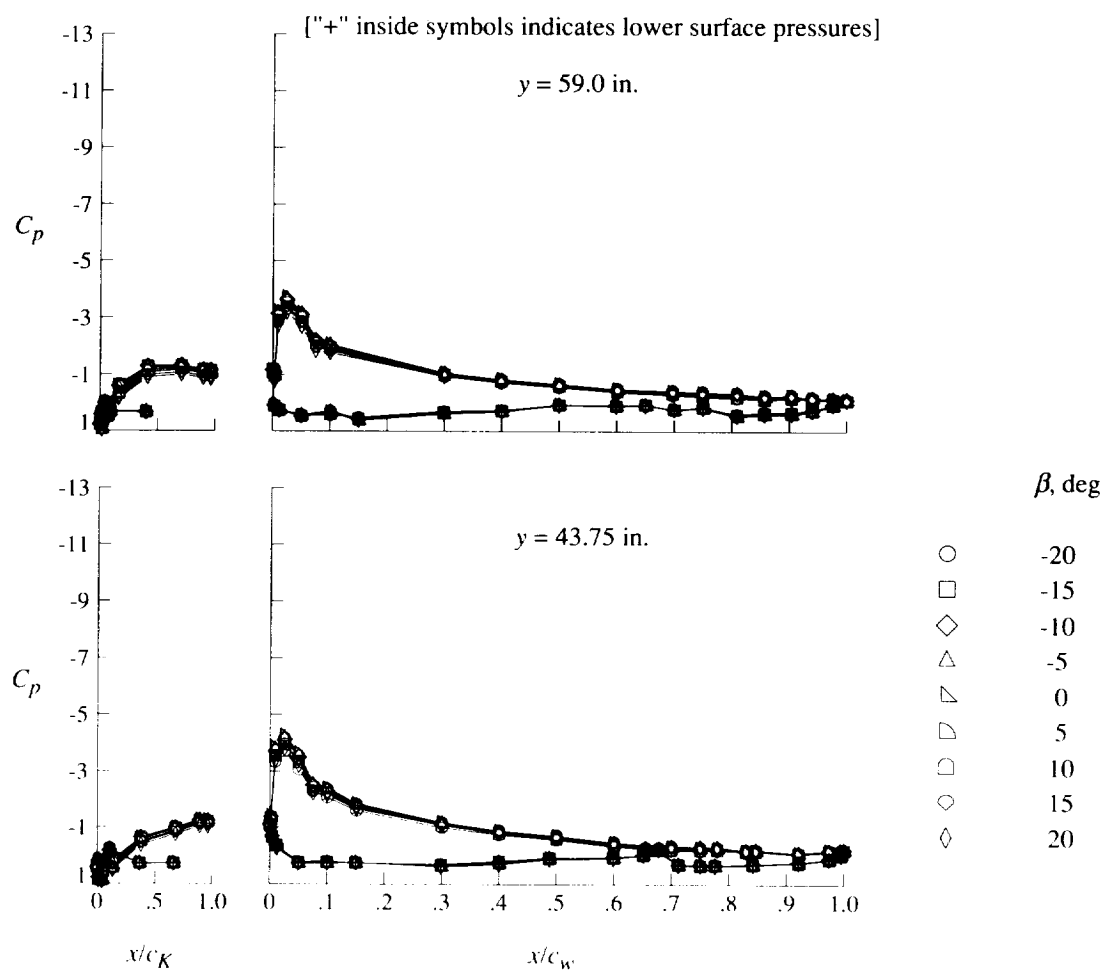 ["+" inside symbols indicates lower surface pressures]
y = 59.0 in.
-13
-11
-9
-7
-5
-3
-1
1
C_p
y = 43.75 in.
-13
-11
-9
-7
-5
-3
-1
1
C_p
0 .5 1.0
x/c_K
0 .1 .2 .3 .4 .5 .6 .7 .8 .9 1.0
x/c_w
β, deg
-20
-15
-10
-5
0
5
10
15
20